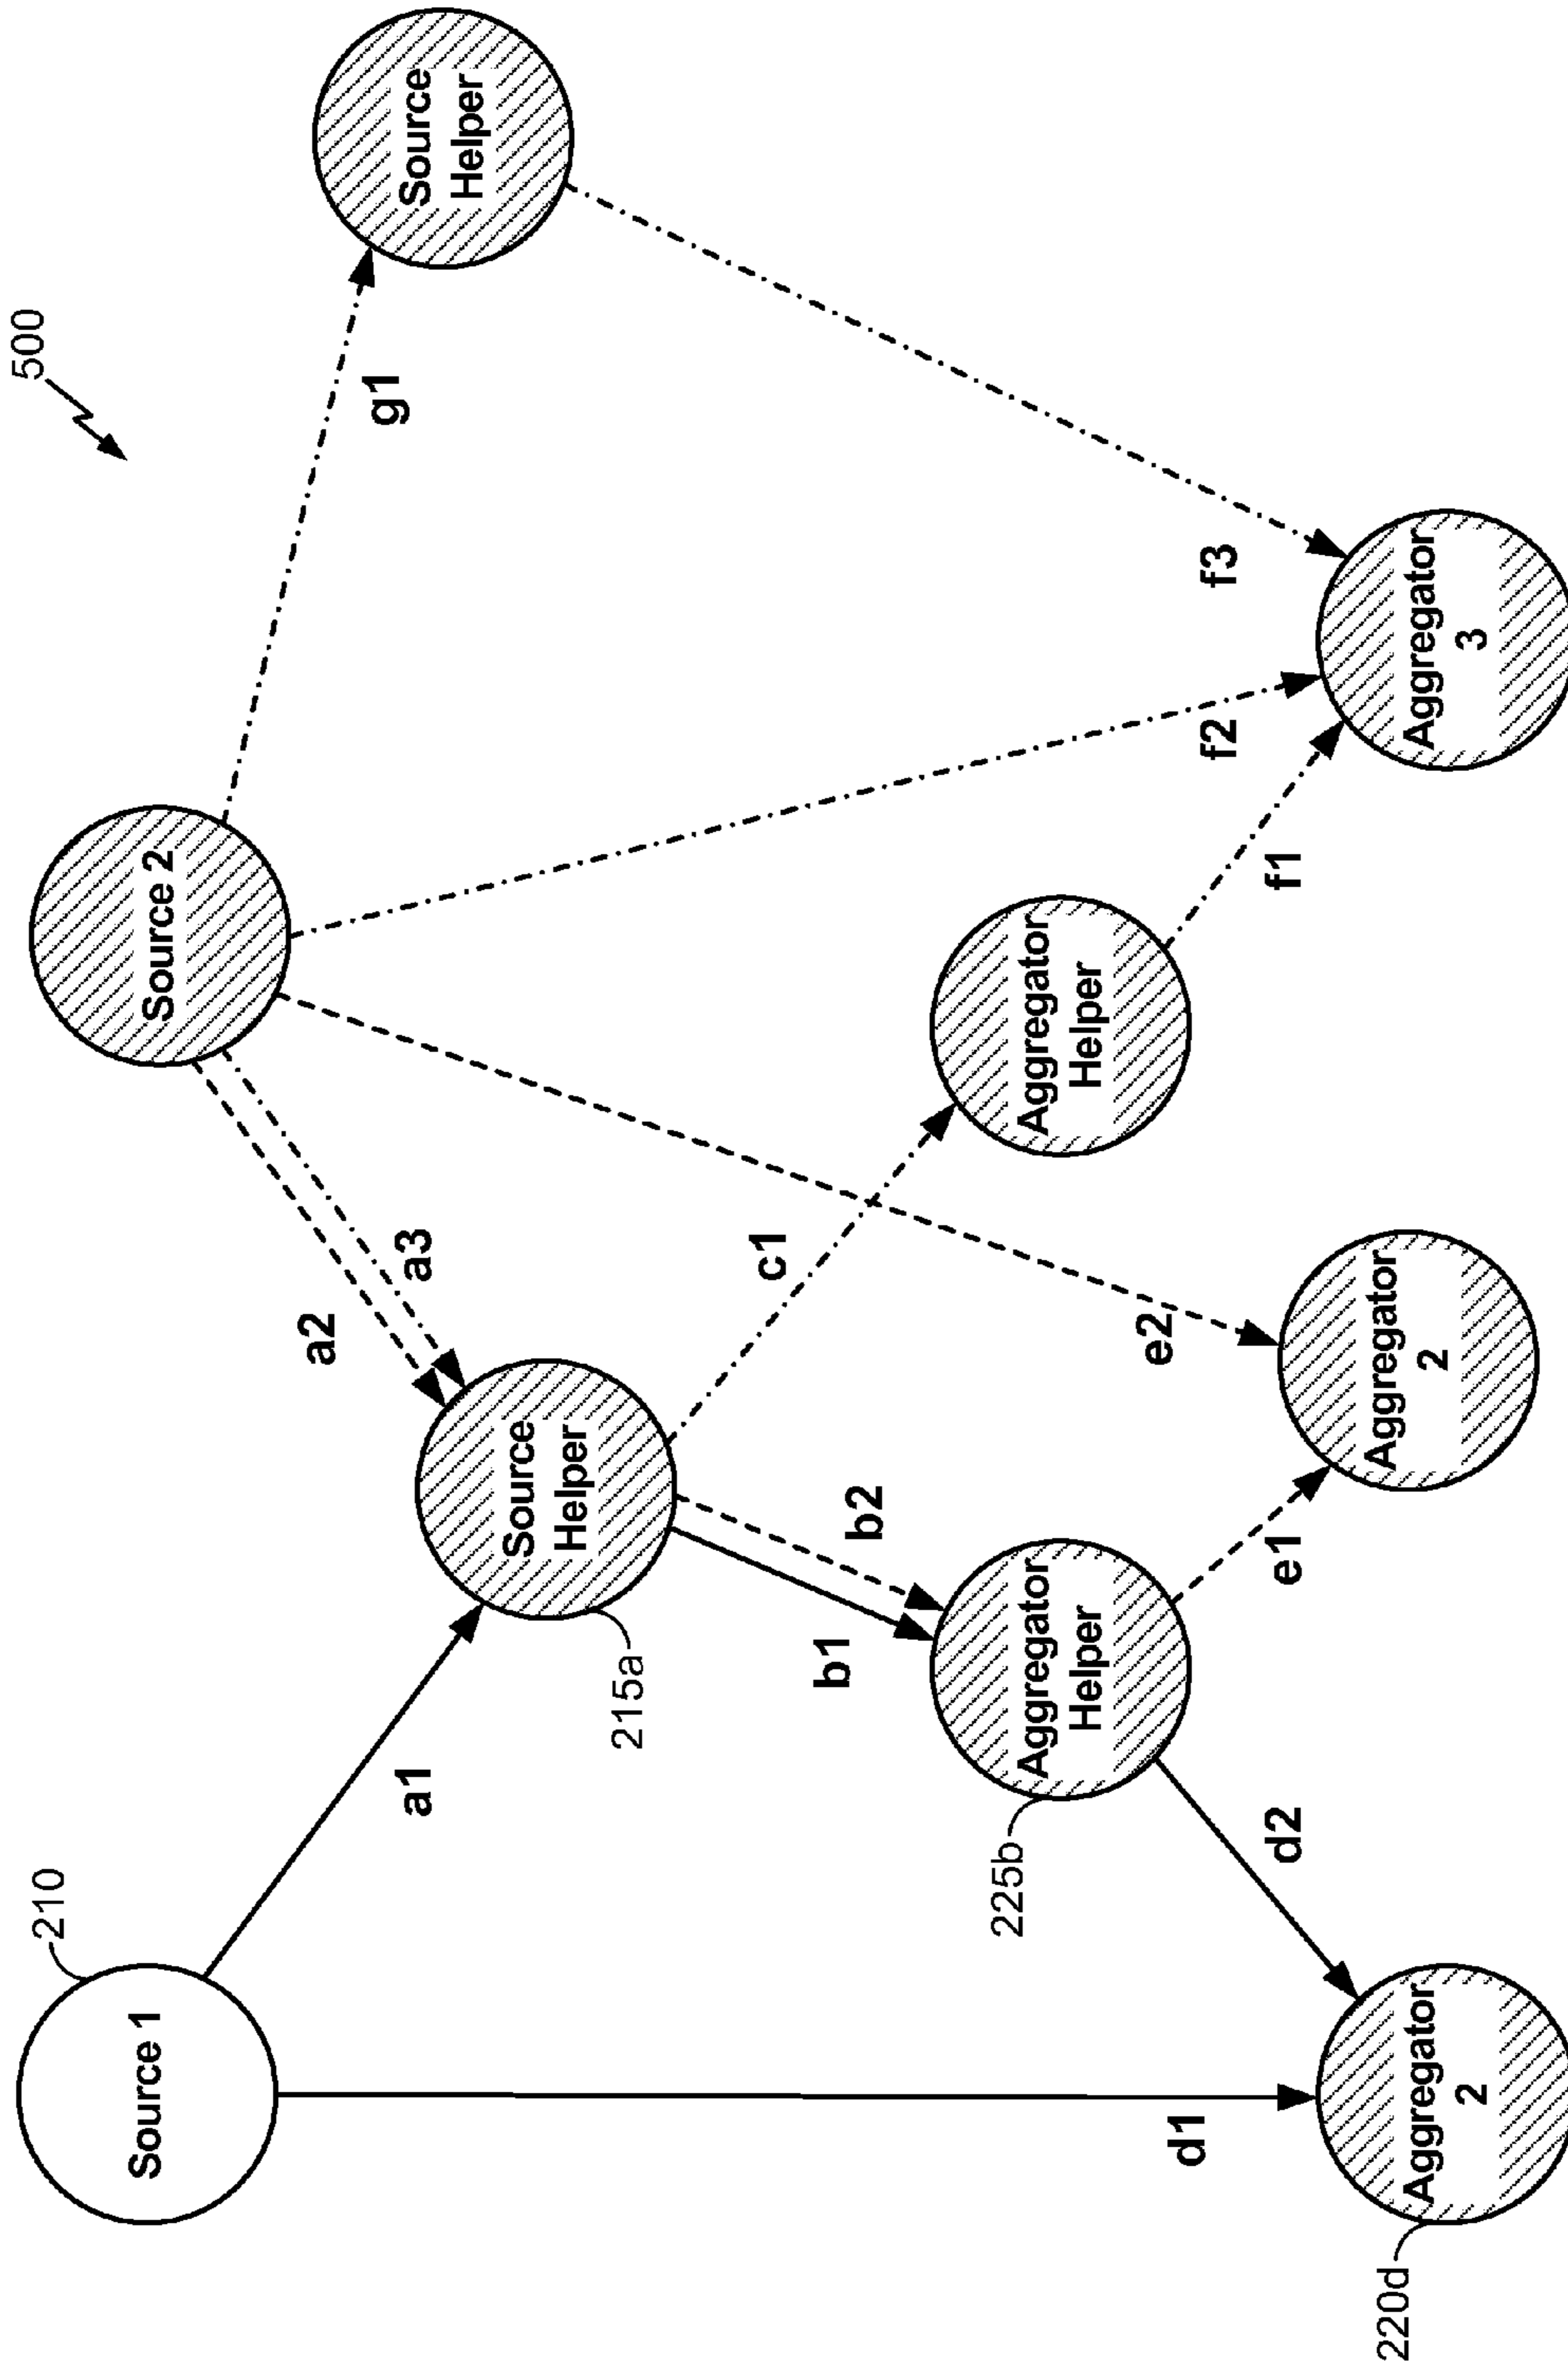 500
210
Source 1
Source 2
a2
g1
a1
a3
Source
Helper
Source
Helper
215a
c1
b1
b2
225b
Aggregator
Helper
Aggregator
Helper
d1
e2
f2
f3
d2
e1
f1
220d
Aggregator
2
Aggregator
2
Aggregator
3